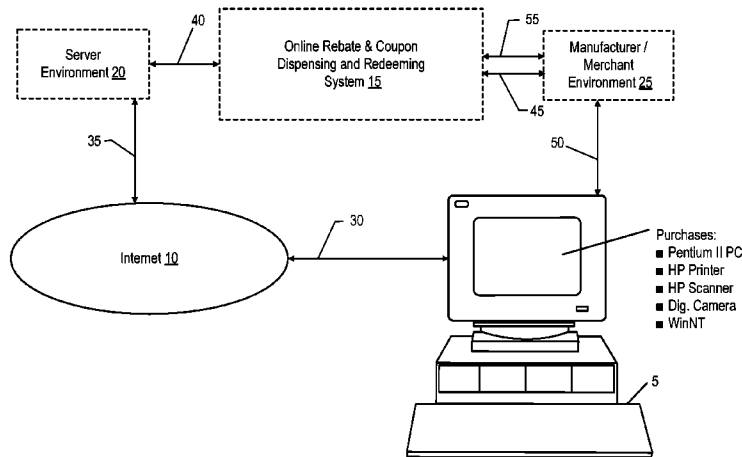 40
55
Server
Environment 20
Online Rebate & Coupon
Dispensing and Redeeming
System 15
Manufacturer /
Merchant
Environment 25
45
35
50
30
Internet 10
Purchases:
■ Pentium II PC
■ HP Printer
■ HP Scanner
■ Dig. Camera
■ WinNT
5